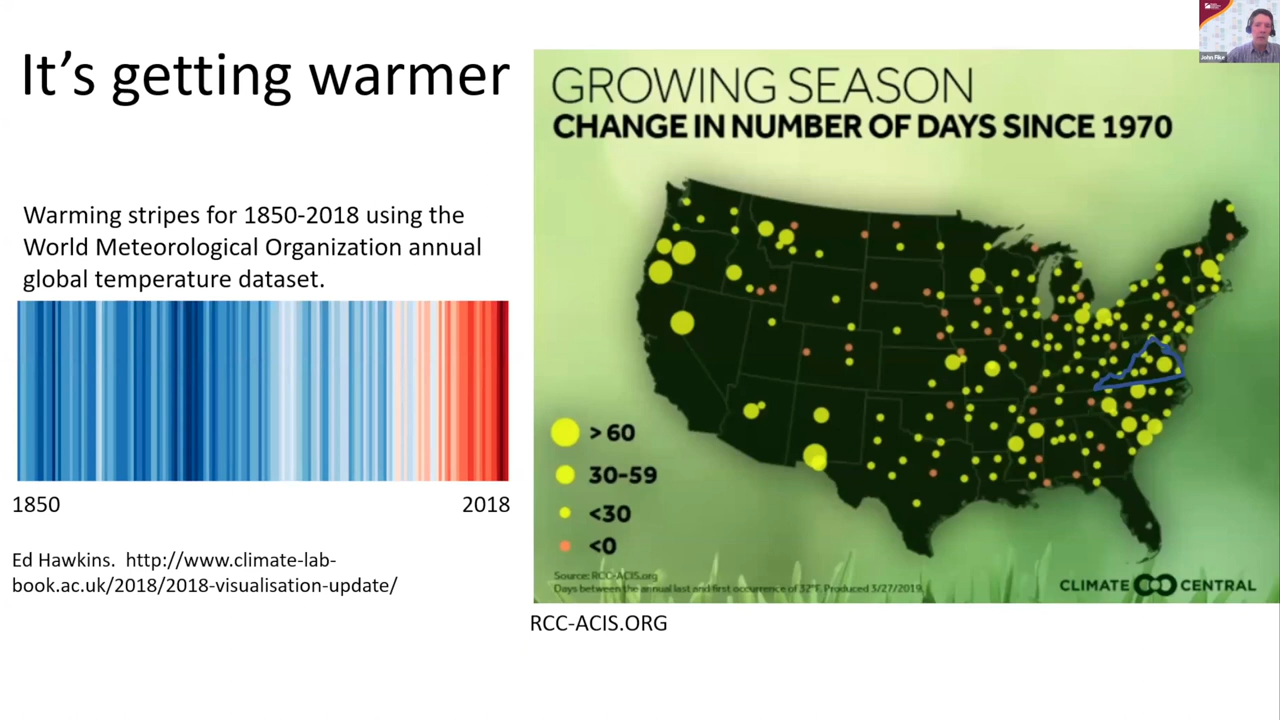 It's getting warmer
Warming stripes for 1850-2018 using the
World Meteorological Organization annual
global temperature dataset.
1850
2018
Ed Hawkins. http://www.climate-lab-
book.ac.uk/2018/2018-visualisation-update/
GROWING SEASON
CHANGE IN NUMBER OF DAYS SINCE 1970
> 60
30-59
<30
<0
Source: RCC-ACIS.org
Days between the annual last and first occurrence of 32°F. Produced 3/27/2019
CLIMATE CENTRAL
RCC-ACIS.ORG
John Fike